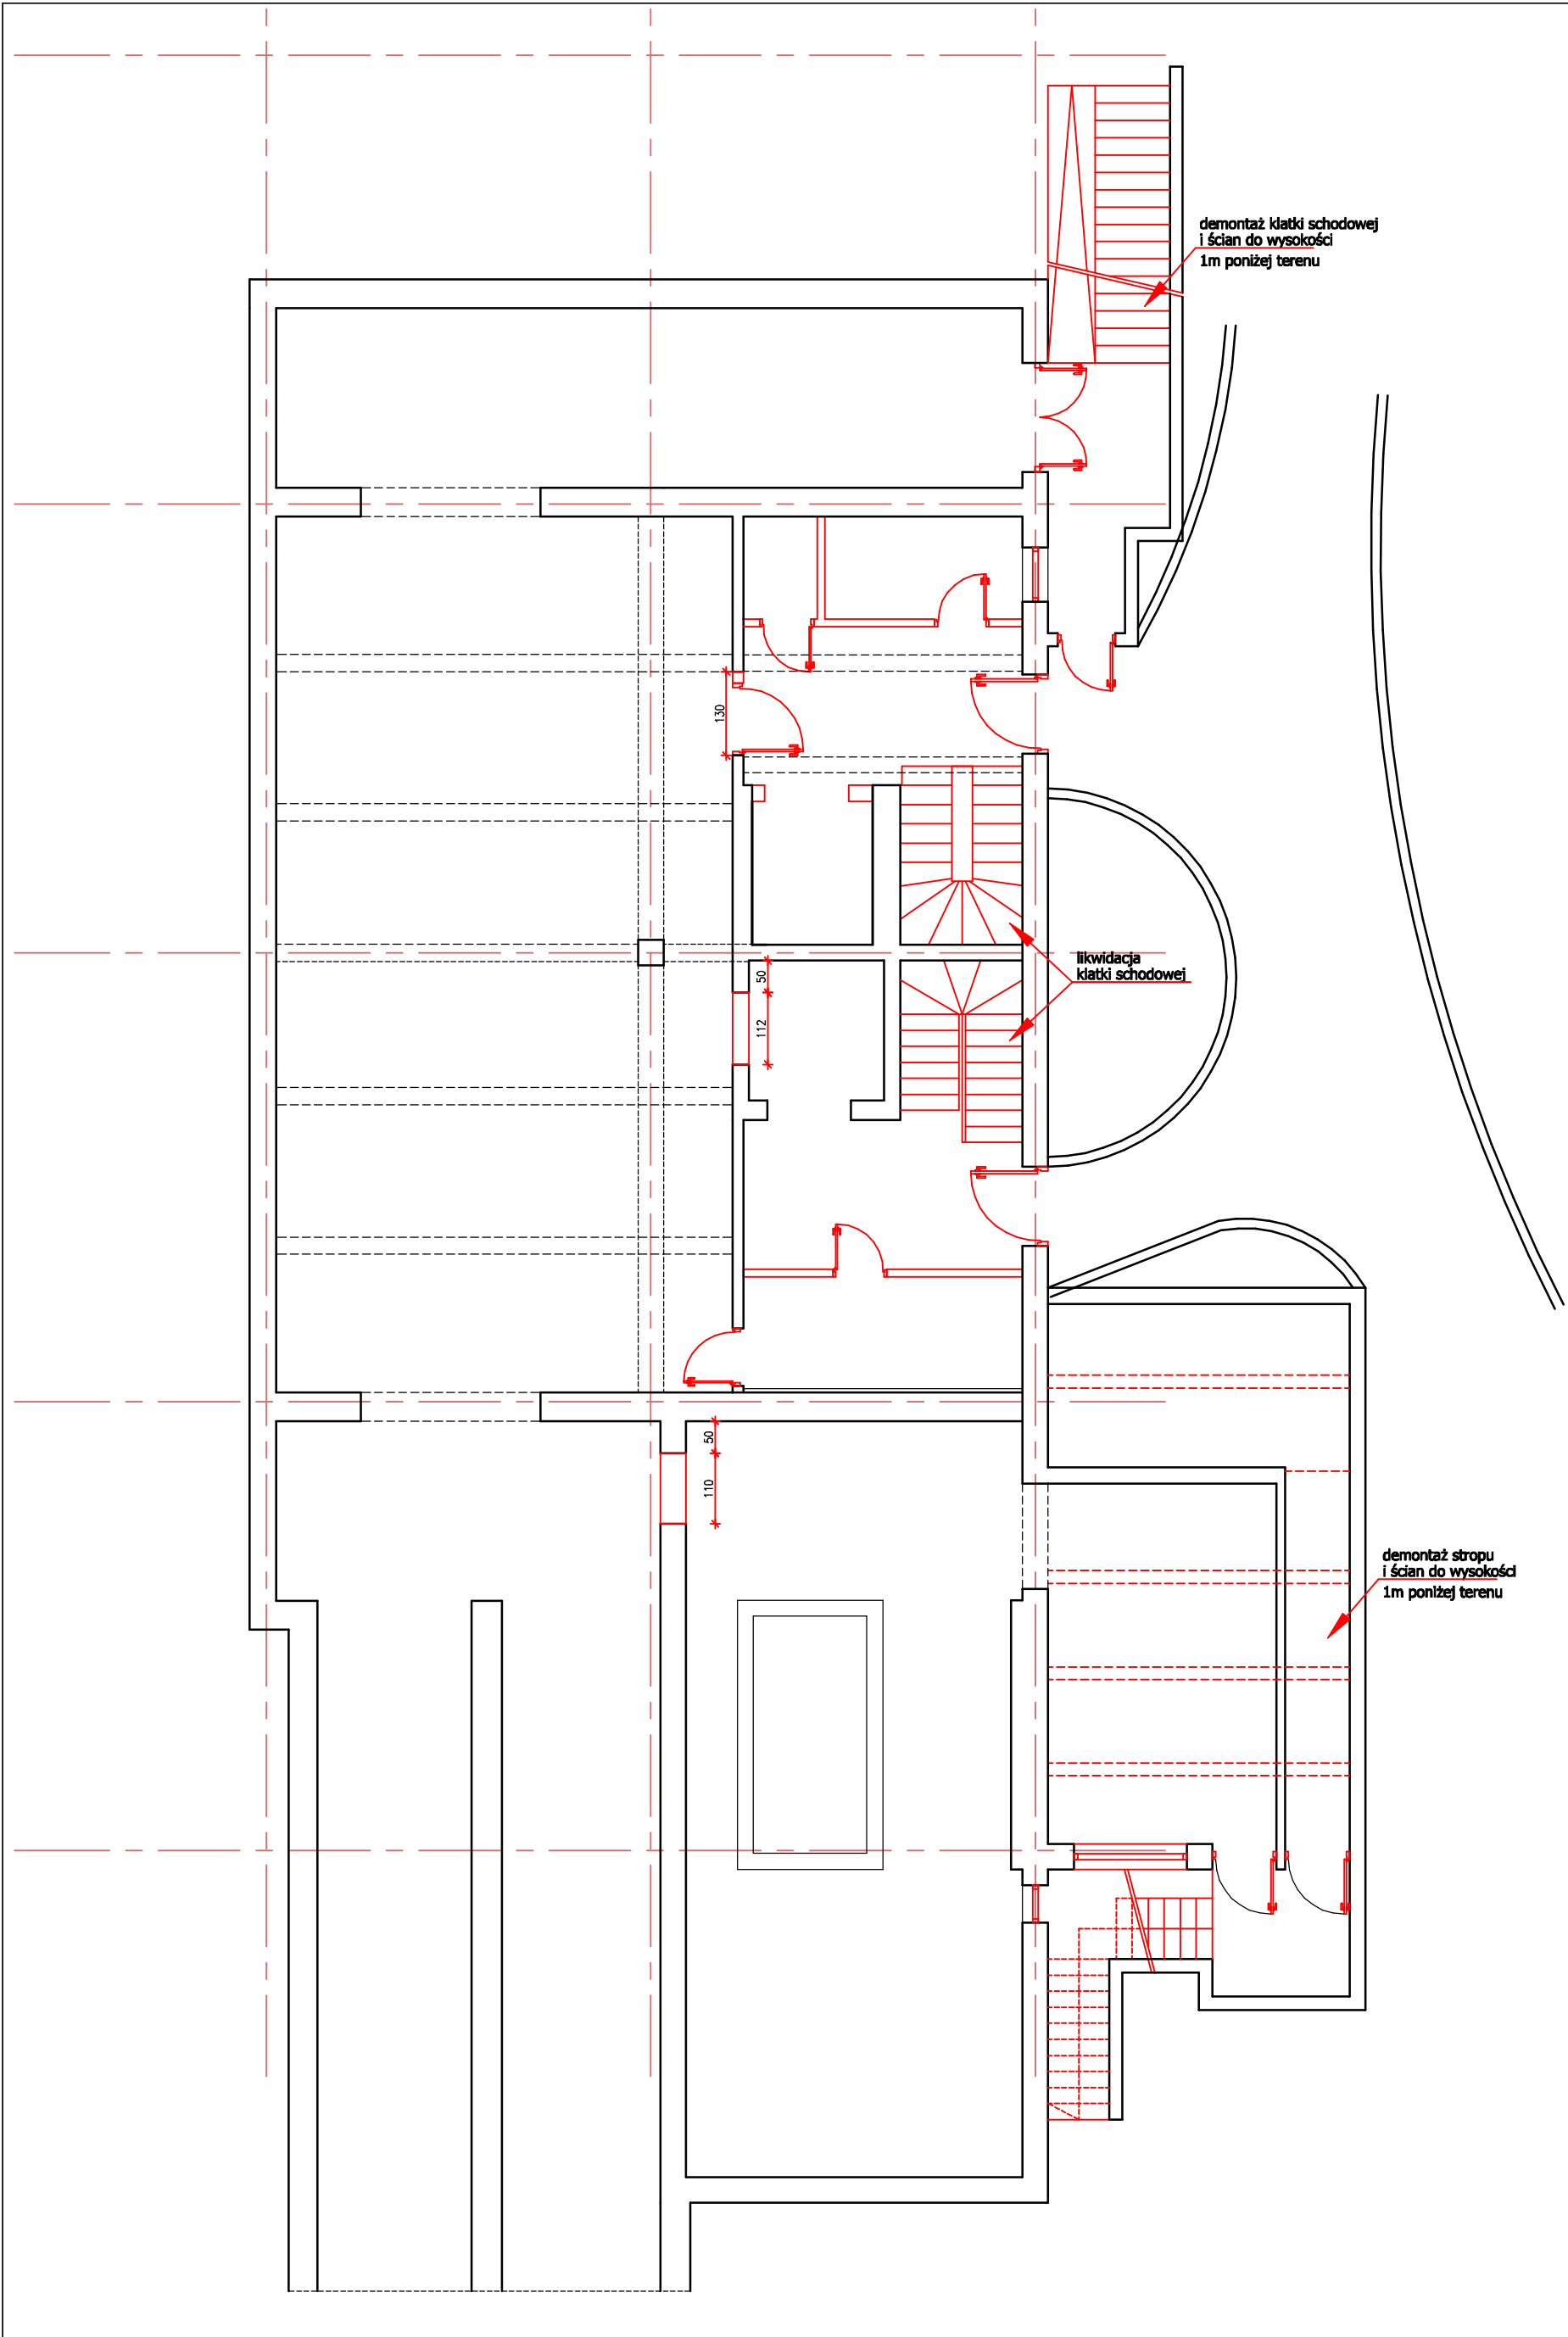 demontaż klatki schodowej
i ścian do wysokości
1m poniżej terenu
130
likwidacja
klatki schodowej
50
112
50
110
demontaż stropu
i ścian do wysokości
1m poniżej terenu